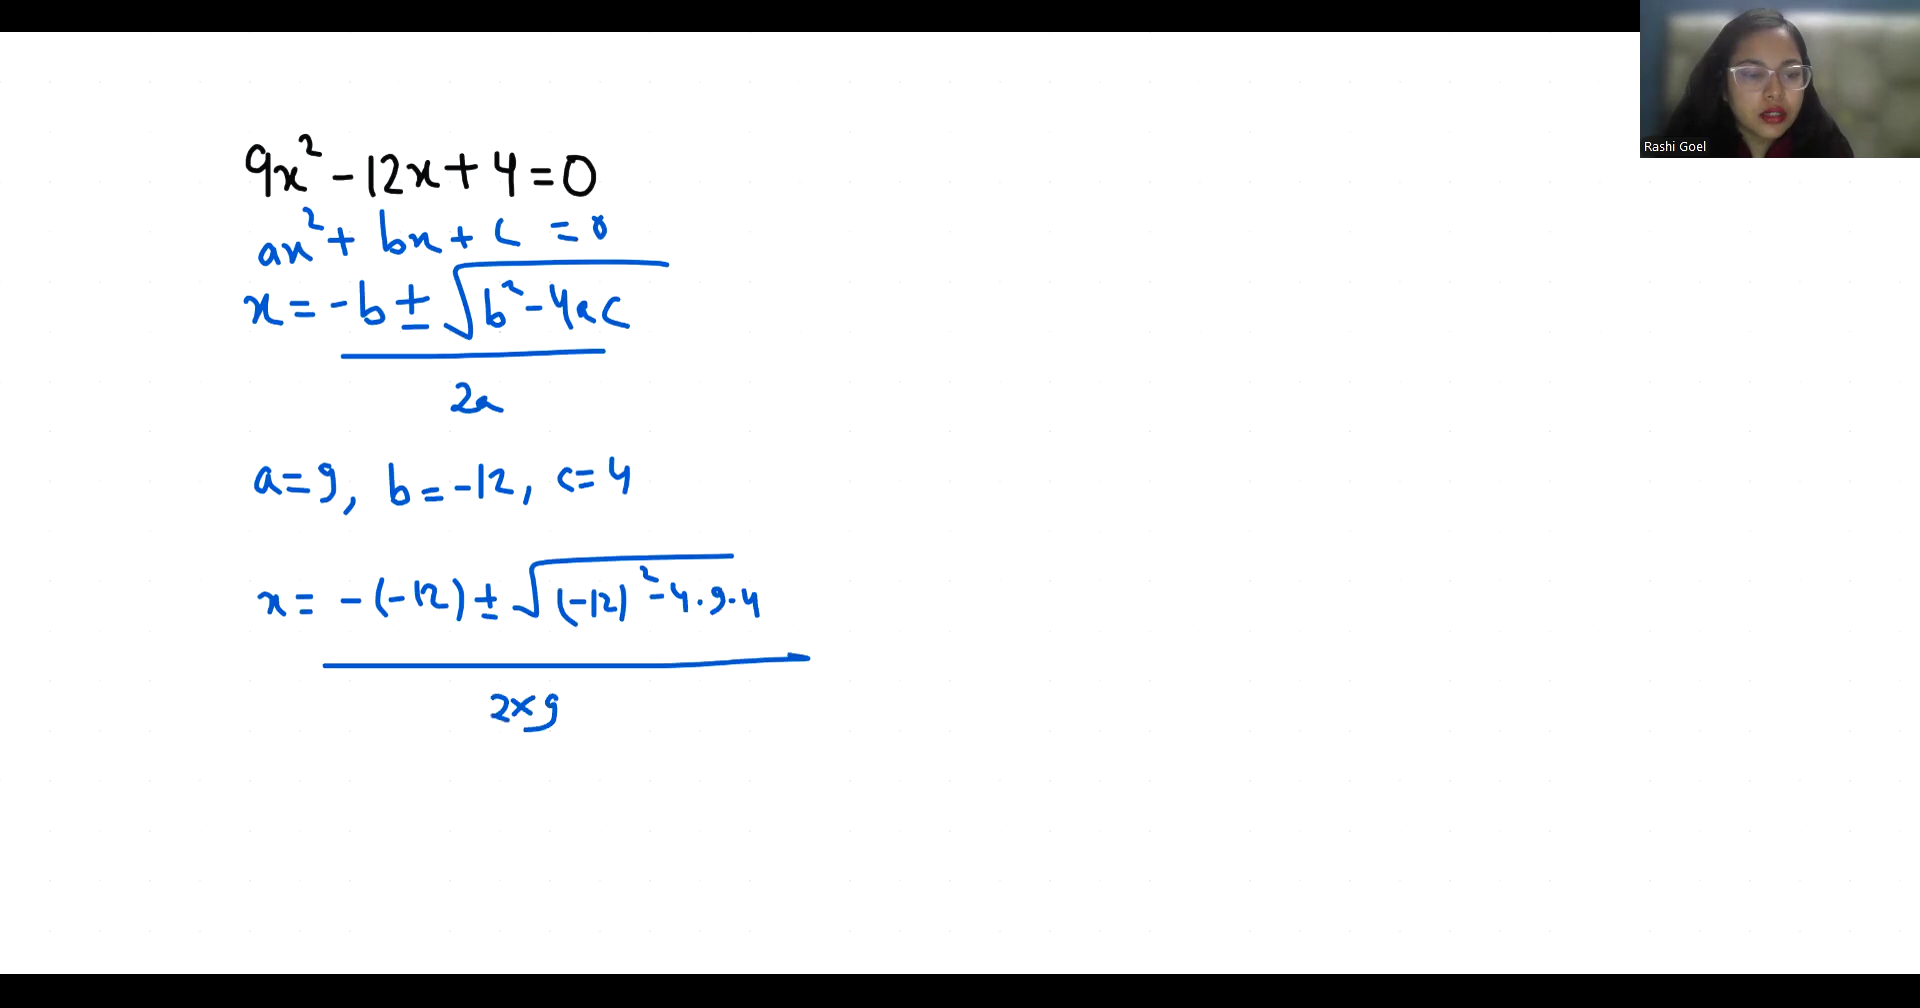 Rashi Goel
9x² - 12x + 4 = 0
ax² + bx + c = 0
x = -b ± √b² - 4ac
2a
a = 9, b = -12, c = 4
x = -(-12) ± √(-12)² - 4 . 9 . 4
2 x 9